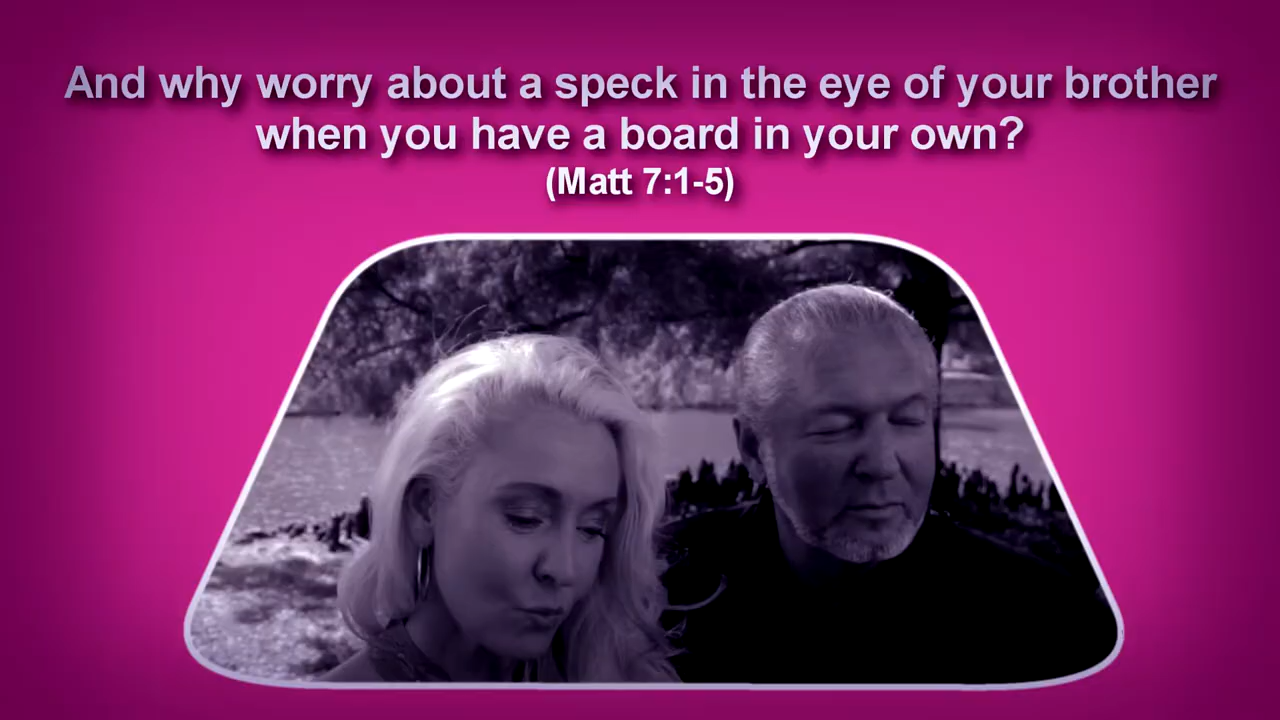 And why worry about a speck in the eye of your brother
when you have a board in your own?
(Matt 7:1-5)